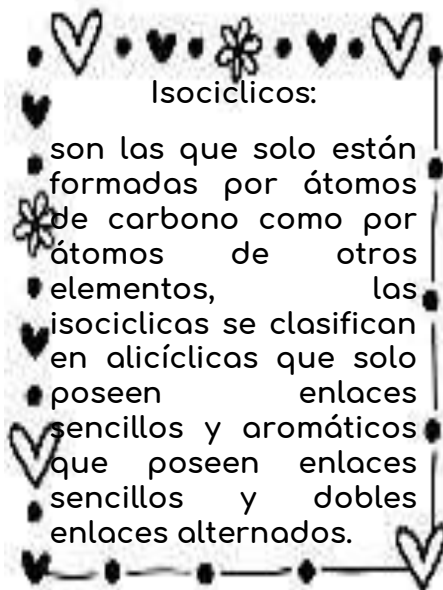 Isociclicos:
son las que solo están
formadas por átomos
de carbono como por
átomos de otros
elementos, las
isociclicas se clasifican
en alicíclicas que solo
poseen enlaces
sencillos y aromáticos
que poseen enlaces
sencillos y dobles
enlaces alternados.